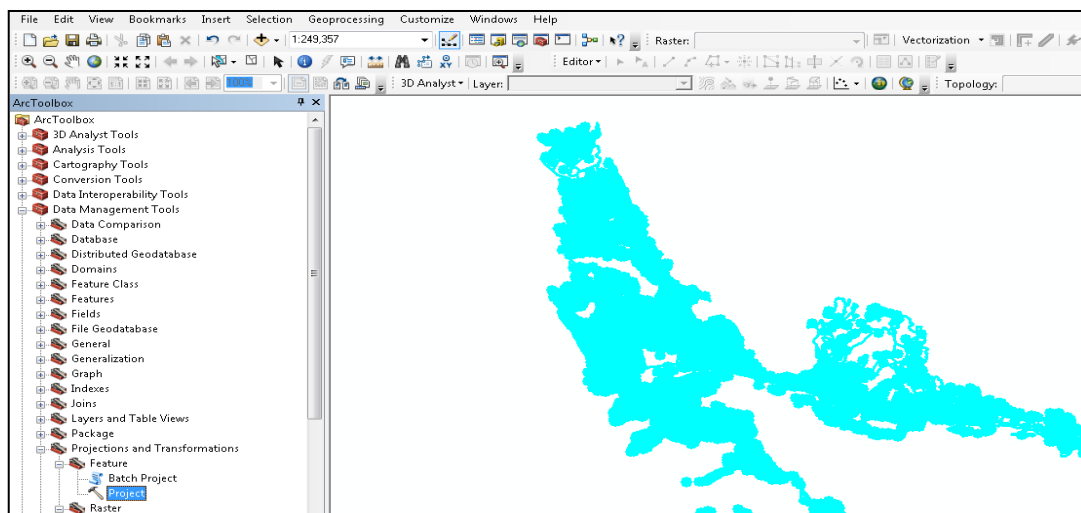 File Edit View Bookmarks Insert Selection Geoprocessing Customize Windows Help
1:249,357 Raster: Vectorization
Editor
100% 3D Analyst Layer: Topology:
ArcToolbox
ArcToolbox
3D Analyst Tools
Analysis Tools
Cartography Tools
Conversion Tools
Data Interoperability Tools
Data Management Tools
Data Comparison
Database
Distributed Geodatabase
Domains
Feature Class
Features
Fields
File Geodatabase
General
Generalization
Graph
Indexes
Joins
Layers and Table Views
Package
Projections and Transformations
Feature
Batch Project
Project
Raster